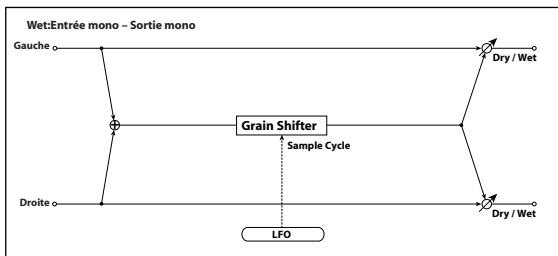 Wet:Entrée mono – Sortie mono
Gauche
Dry / Wet
Grain Shifter
Sample Cycle
Droite
Dry / Wet
LFO